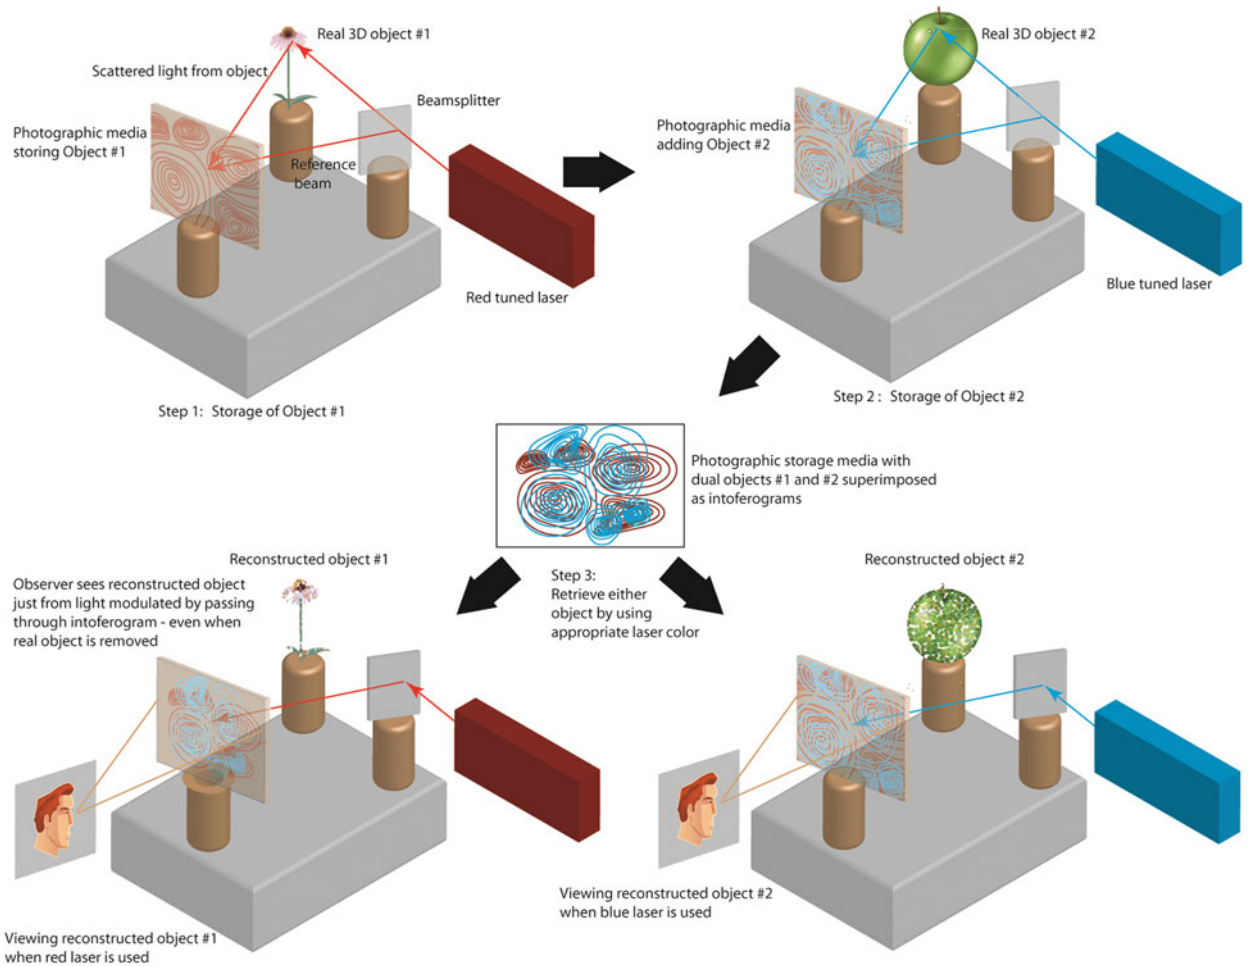 Real 3D object #1
Scattered light from object
Beamsplitter
Photographic media
storing Object #1
Reference
beam
Red tuned laser
Step 1: Storage of Object #1
Real 3D object #2
Photographic media
adding Object #2
Blue tuned laser
Step 2 : Storage of Object #2
Photographic storage media with
dual objects #1 and #2 superimposed
as intoferograms
Step 3:
Retrieve either
object by using
appropriate laser color
Reconstructed object #1
Observer sees reconstructed object
just from light modulated by passing
through intoferogram - even when
real object is removed
Viewing reconstructed object #1
when red laser is used
Reconstructed object #2
Viewing reconstructed object #2
when blue laser is used